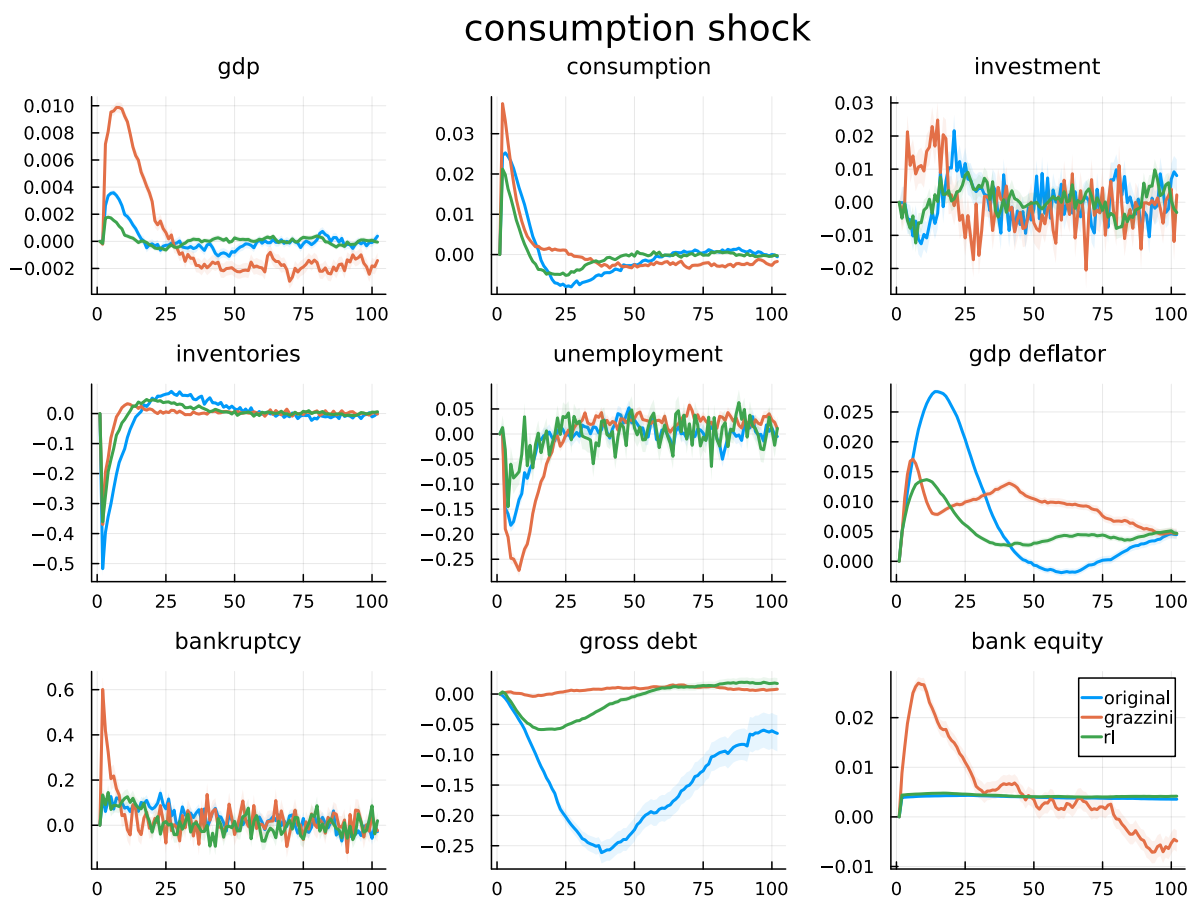 consumption shock
gdp
0.010
0.008
0.006
0.004
0.002
0.000
−0.002
0 25 50 75 100
consumption
0.03
0.02
0.01
0.00
0 25 50 75 100
investment
0.03
0.02
0.01
0.00
−0.01
−0.02
0 25 50 75 100
inventories
0.0
−0.1
−0.2
−0.3
−0.4
−0.5
0 25 50 75 100
unemployment
0.05
0.00
−0.05
−0.10
−0.15
−0.20
−0.25
0 25 50 75 100
gdp deflator
0.025
0.020
0.015
0.010
0.005
0.000
0 25 50 75 100
bankruptcy
0.6
0.4
0.2
0.0
0 25 50 75 100
gross debt
0.00
−0.05
−0.10
−0.15
−0.20
−0.25
0 25 50 75 100
bank equity
0.02
0.01
0.00
−0.01
0 25 50 75 100
original
grazzini
rl